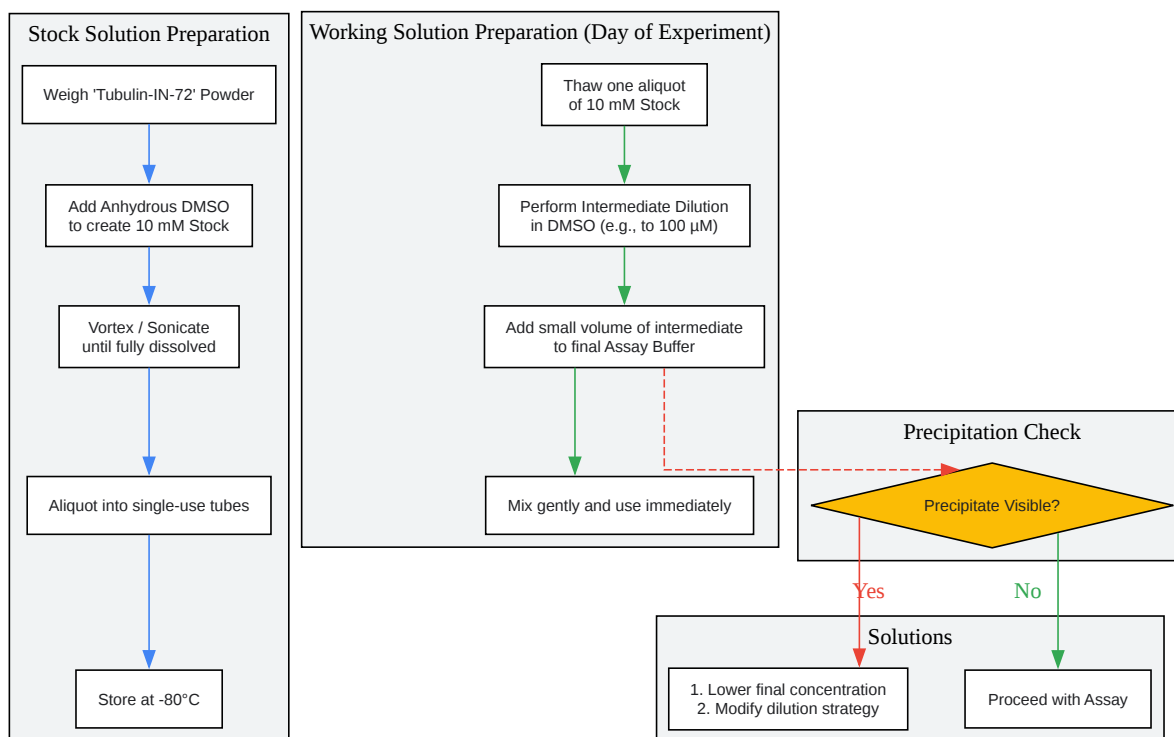 Stock Solution Preparation
Weigh 'Tubulin-IN-72' Powder
Add Anhydrous DMSO
to create 10 mM Stock
Vortex / Sonicate
until fully dissolved
Aliquot into single-use tubes
Store at -80°C
Working Solution Preparation (Day of Experiment)
Thaw one aliquot
of 10 mM Stock
Perform Intermediate Dilution
in DMSO (e.g., to 100 µM)
Add small volume of intermediate
to final Assay Buffer
Mix gently and use immediately
Precipitation Check
Precipitate Visible?
Yes
No
Solutions
1. Lower final concentration
2. Modify dilution strategy
Proceed with Assay